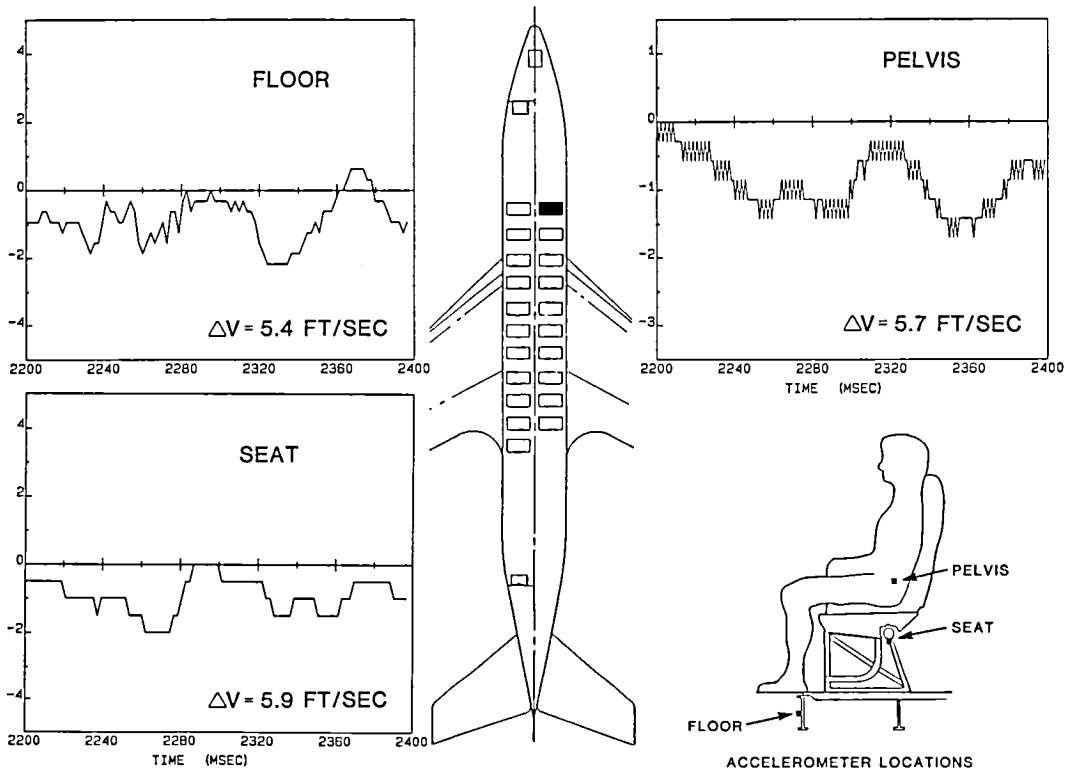 4
2
0
-2
-4
FLOOR
△V = 5.4 FT/SEC
2200
2240
2280
2320
2360
2400
4
2
0
-2
-4
SEAT
△V = 5.9 FT/SEC
2200
2240
2280
2320
2360
2400
TIME (MSEC)
1
0
-1
-2
-3
PELVIS
△V = 5.7 FT/SEC
2200
2240
2280
2320
2360
2400
TIME (MSEC)
PELVIS
SEAT
FLOOR
ACCELEROMETER LOCATIONS